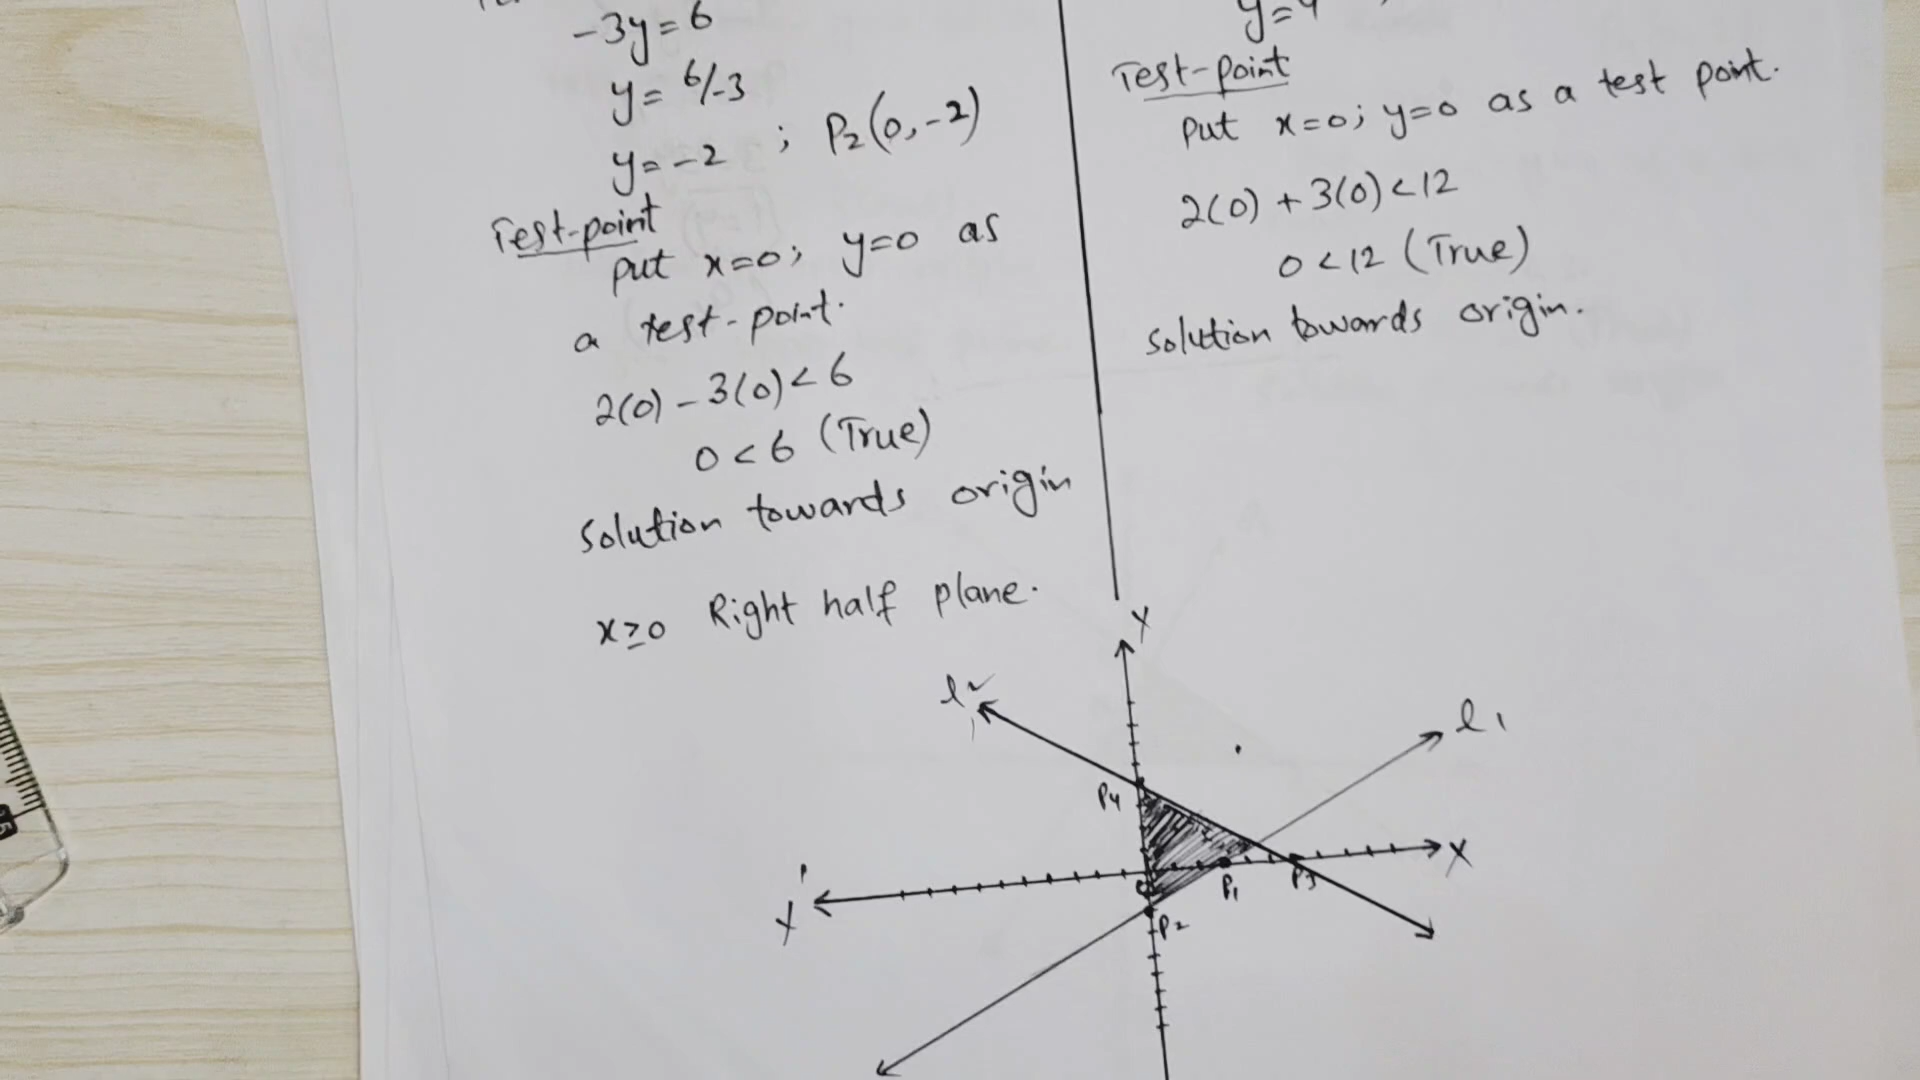 -3y=6
y= 6/-3
y=-2 ; P₂(0,-2)
Test-point
put x=0; y=0 as
a test-point.
2(0) - 3(0) < 6
0 < 6 (True)
Solution towards origin
x≥0 Right half plane.
y=4
Test-point
put x=0; y=0 as a test point.
2(0) + 3(0) < 12
0 < 12 (True)
solution towards origin.
Y
l₂
l₁
P4
X
P1
P3
X'
P2